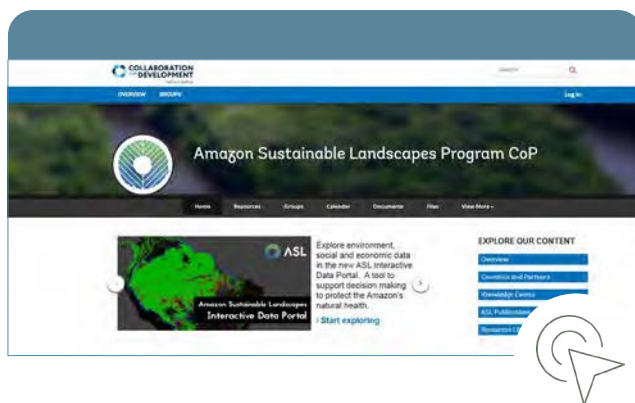 COLLABORATION
FOR DEVELOPMENT
OVERVIEW GROUPS
Log in
Amazon Sustainable Landscapes Program CoP
Home Resources Groups Calendar Documents Files View More
ASL
Amazon Sustainable Landscapes
Interactive Data Portal
Explore environment,
social and economic data
in the new ASL Interactive
Data Portal. A tool to
support decision making
to protect the Amazon's
natural health.
› Start exploring
EXPLORE OUR CONTENT
Overview
Countries and Partners
Knowledge Events
ASL Publications
Resources